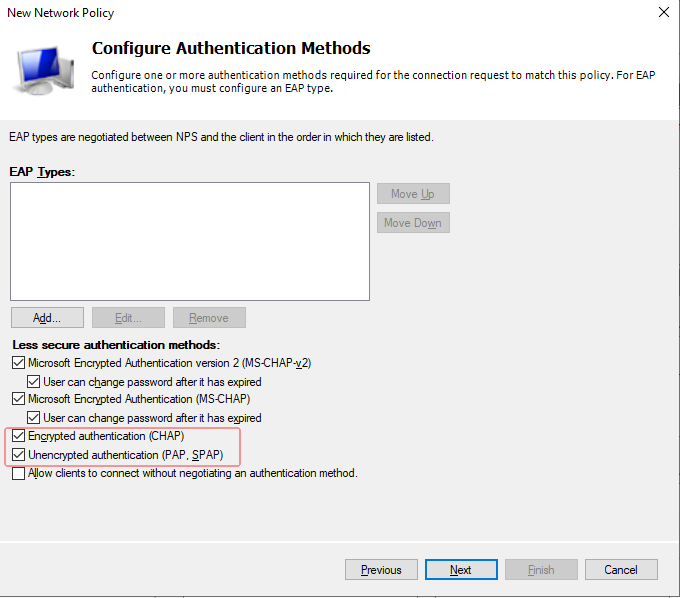 New Network Policy
Configure Authentication Methods
Configure one or more authentication methods required for the connection request to match this policy. For EAP
authentication, you must configure an EAP type.
EAP types are negotiated between NPS and the client in the order in which they are listed.
EAP Types:
Move Up
Move Down
Add...
Edit...
Remove
Less secure authentication methods:
Microsoft Encrypted Authentication version 2 (MS-CHAP-v2)
User can change password after it has expired
Microsoft Encrypted Authentication (MS-CHAP)
User can change password after it has expired
Encrypted authentication (CHAP)
Unencrypted authentication (PAP, SPAP)
Allow clients to connect without negotiating an authentication method.
Previous
Next
Finish
Cancel